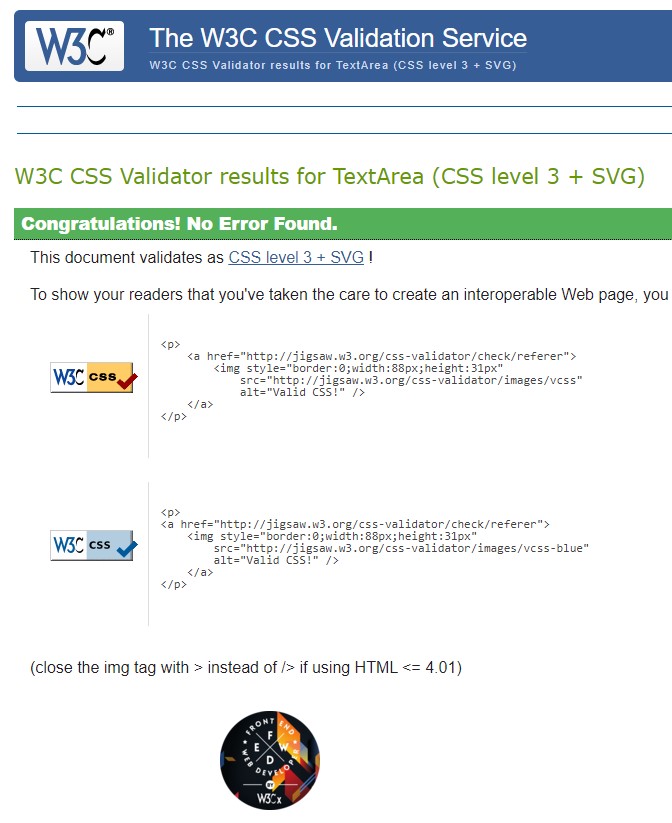 W3C®
The W3C CSS Validation Service
W3C CSS Validator results for TextArea (CSS level 3 + SVG)
W3C CSS Validator results for TextArea (CSS level 3 + SVG)
Congratulations! No Error Found.
This document validates as CSS level 3 + SVG !
To show your readers that you've taken the care to create an interoperable Web page, you
W3C css
<p>
<a href="http://jigsaw.w3.org/css-validator/check/referer">
<img style="border:0;width:88px;height:31px"
src="http://jigsaw.w3.org/css-validator/images/vcss"
alt="Valid CSS!" />
</a>
</p>
W3C css
<p>
<a href="http://jigsaw.w3.org/css-validator/check/referer">
<img style="border:0;width:88px;height:31px"
src="http://jigsaw.w3.org/css-validator/images/vcss-blue"
alt="Valid CSS!" />
</a>
</p>
(close the img tag with > instead of /> if using HTML <= 4.01)
FRONT END
F
E W
D
WEB DEVELOPER
BY
W3Cx